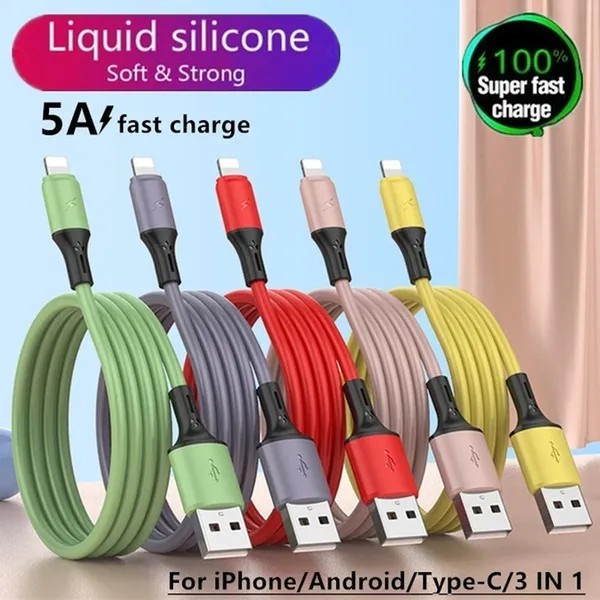 Liquid silicone
Soft & Strong
5A fast charge
100%
Super fast
charge
For iPhone/Android/Type-C/3 IN 1